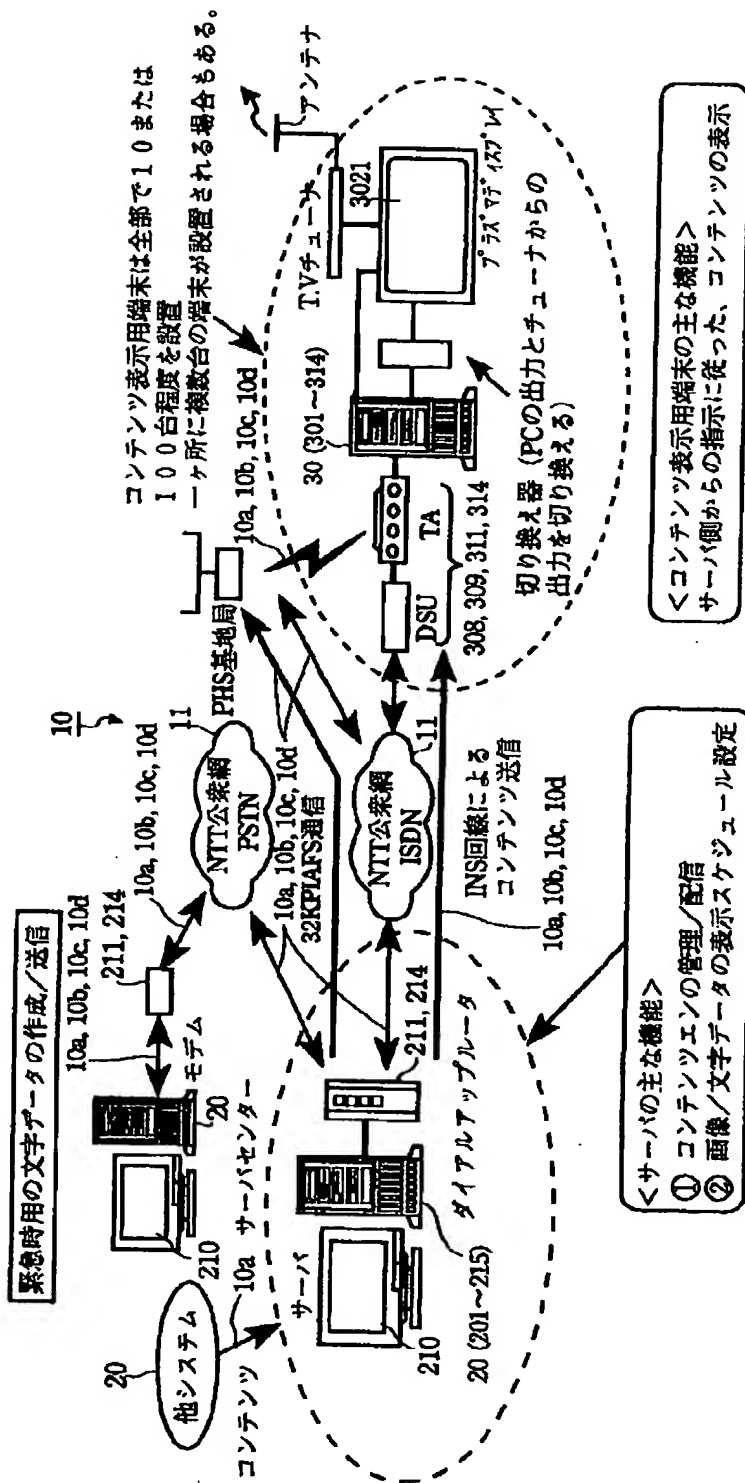 緊急時用の文字データの作成/送信
10a, 10b, 10c, 10d
211, 214
モデム
20
210
10a, 10b, 10c, 10d
10
11
NTT公衆網
PSTN
PHS基地局
コンテンツ表示用端末は全部で10または
100台程度を設置
一ヶ所に複数台の端末が設置される場合もある。
10a, 10b, 10c, 10d
アンテナ
T.Vチューナ
3021
プラズマディスプレイ
30 (301~314)
切り換え器 (PCの出力とチューナからの
出力を切り換える)
TA
DSU
308, 309, 311, 314
他システム
20
コンテンツ
10a
サーバセンター
サーバ
210
20 (201~215)
ダイアルアップルータ
211, 214
10a, 10b, 10c, 10d
32KPIAFS通信
11
NTT公衆網
ISDN
INS回線による
コンテンツ送信
10a, 10b, 10c, 10d
<サーバの主な機能>
① コンテンツエンの管理/配信
② 画像/文字データの表示スケジュール設定
<コンテンツ表示用端末の主な機能>
サーバ側からの指示に従った、コンテンツの表示